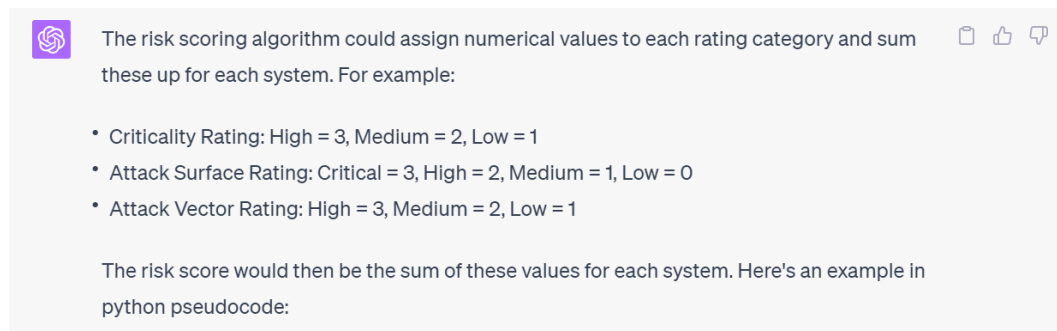 The risk scoring algorithm could assign numerical values to each rating category and sum
these up for each system. For example:
• Criticality Rating: High = 3, Medium = 2, Low = 1
• Attack Surface Rating: Critical = 3, High = 2, Medium = 1, Low = 0
• Attack Vector Rating: High = 3, Medium = 2, Low = 1
The risk score would then be the sum of these values for each system. Here's an example in
python pseudocode: